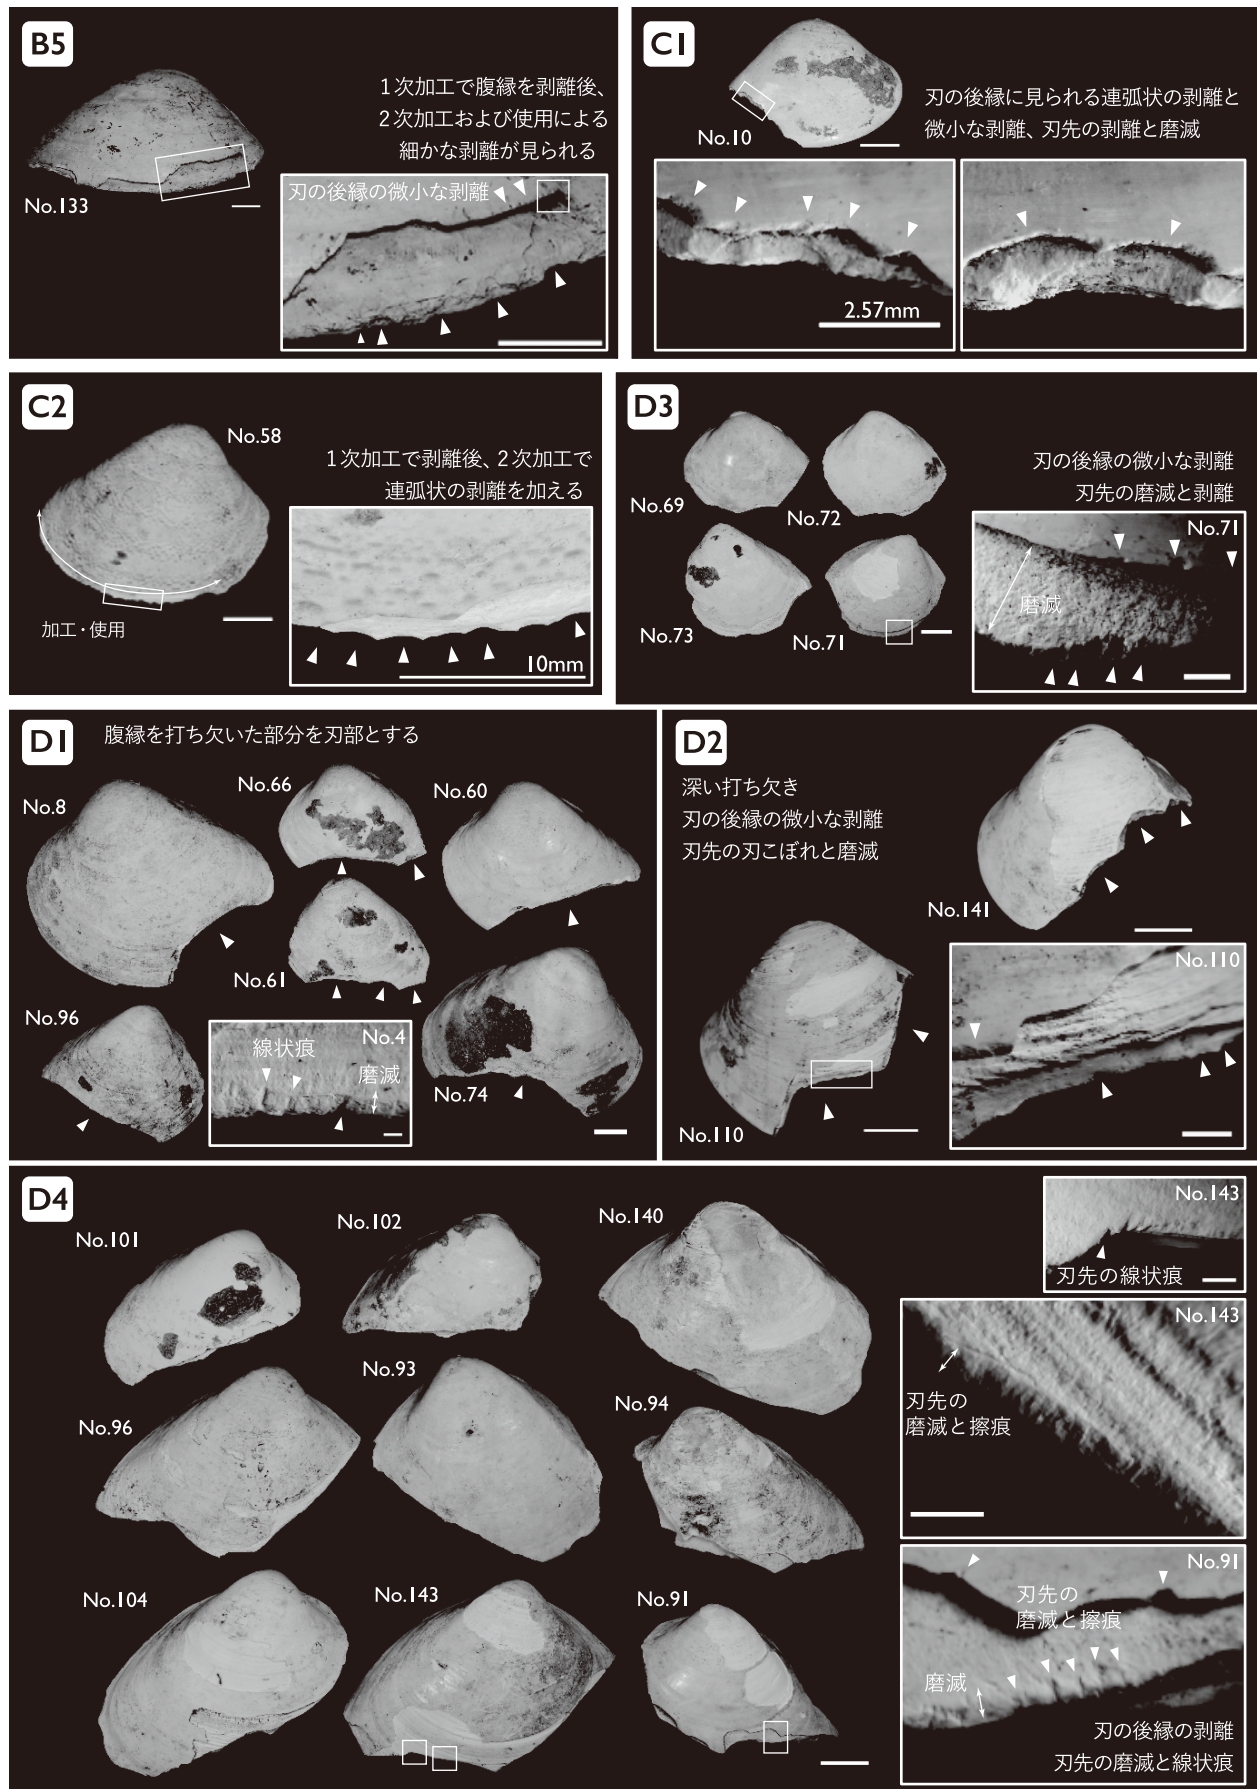 B5
1次加工で腹縁を剥離後、
2次加工および使用による
細かな剥離が見られる
No.133
刃の後縁の微小な剥離
C1
No.10
刃の後縁に見られる連弧状の剥離と
微小な剥離、刃先の剥離と磨滅
2.57mm
C2
No.58
1次加工で剥離後、2次加工で
連弧状の剥離を加える
加工・使用
10mm
D3
No.69
No.72
No.73
No.71
刃の後縁の微小な剥離
刃先の磨滅と剥離
No.71
磨滅
D1
腹縁を打ち欠いた部分を刃部とする
No.8
No.66
No.60
No.61
No.96
No.4
線状痕
磨滅
No.74
D2
深い打ち欠き
刃の後縁の微小な剥離
刃先の刃こぼれと磨滅
No.141
No.110
No.110
D4
No.101
No.102
No.140
No.96
No.93
No.94
No.104
No.143
No.91
No.143
刃先の線状痕
No.143
刃先の
磨滅と擦痕
No.91
刃先の
磨滅と擦痕
磨滅
刃の後縁の剥離
刃先の磨滅と線状痕